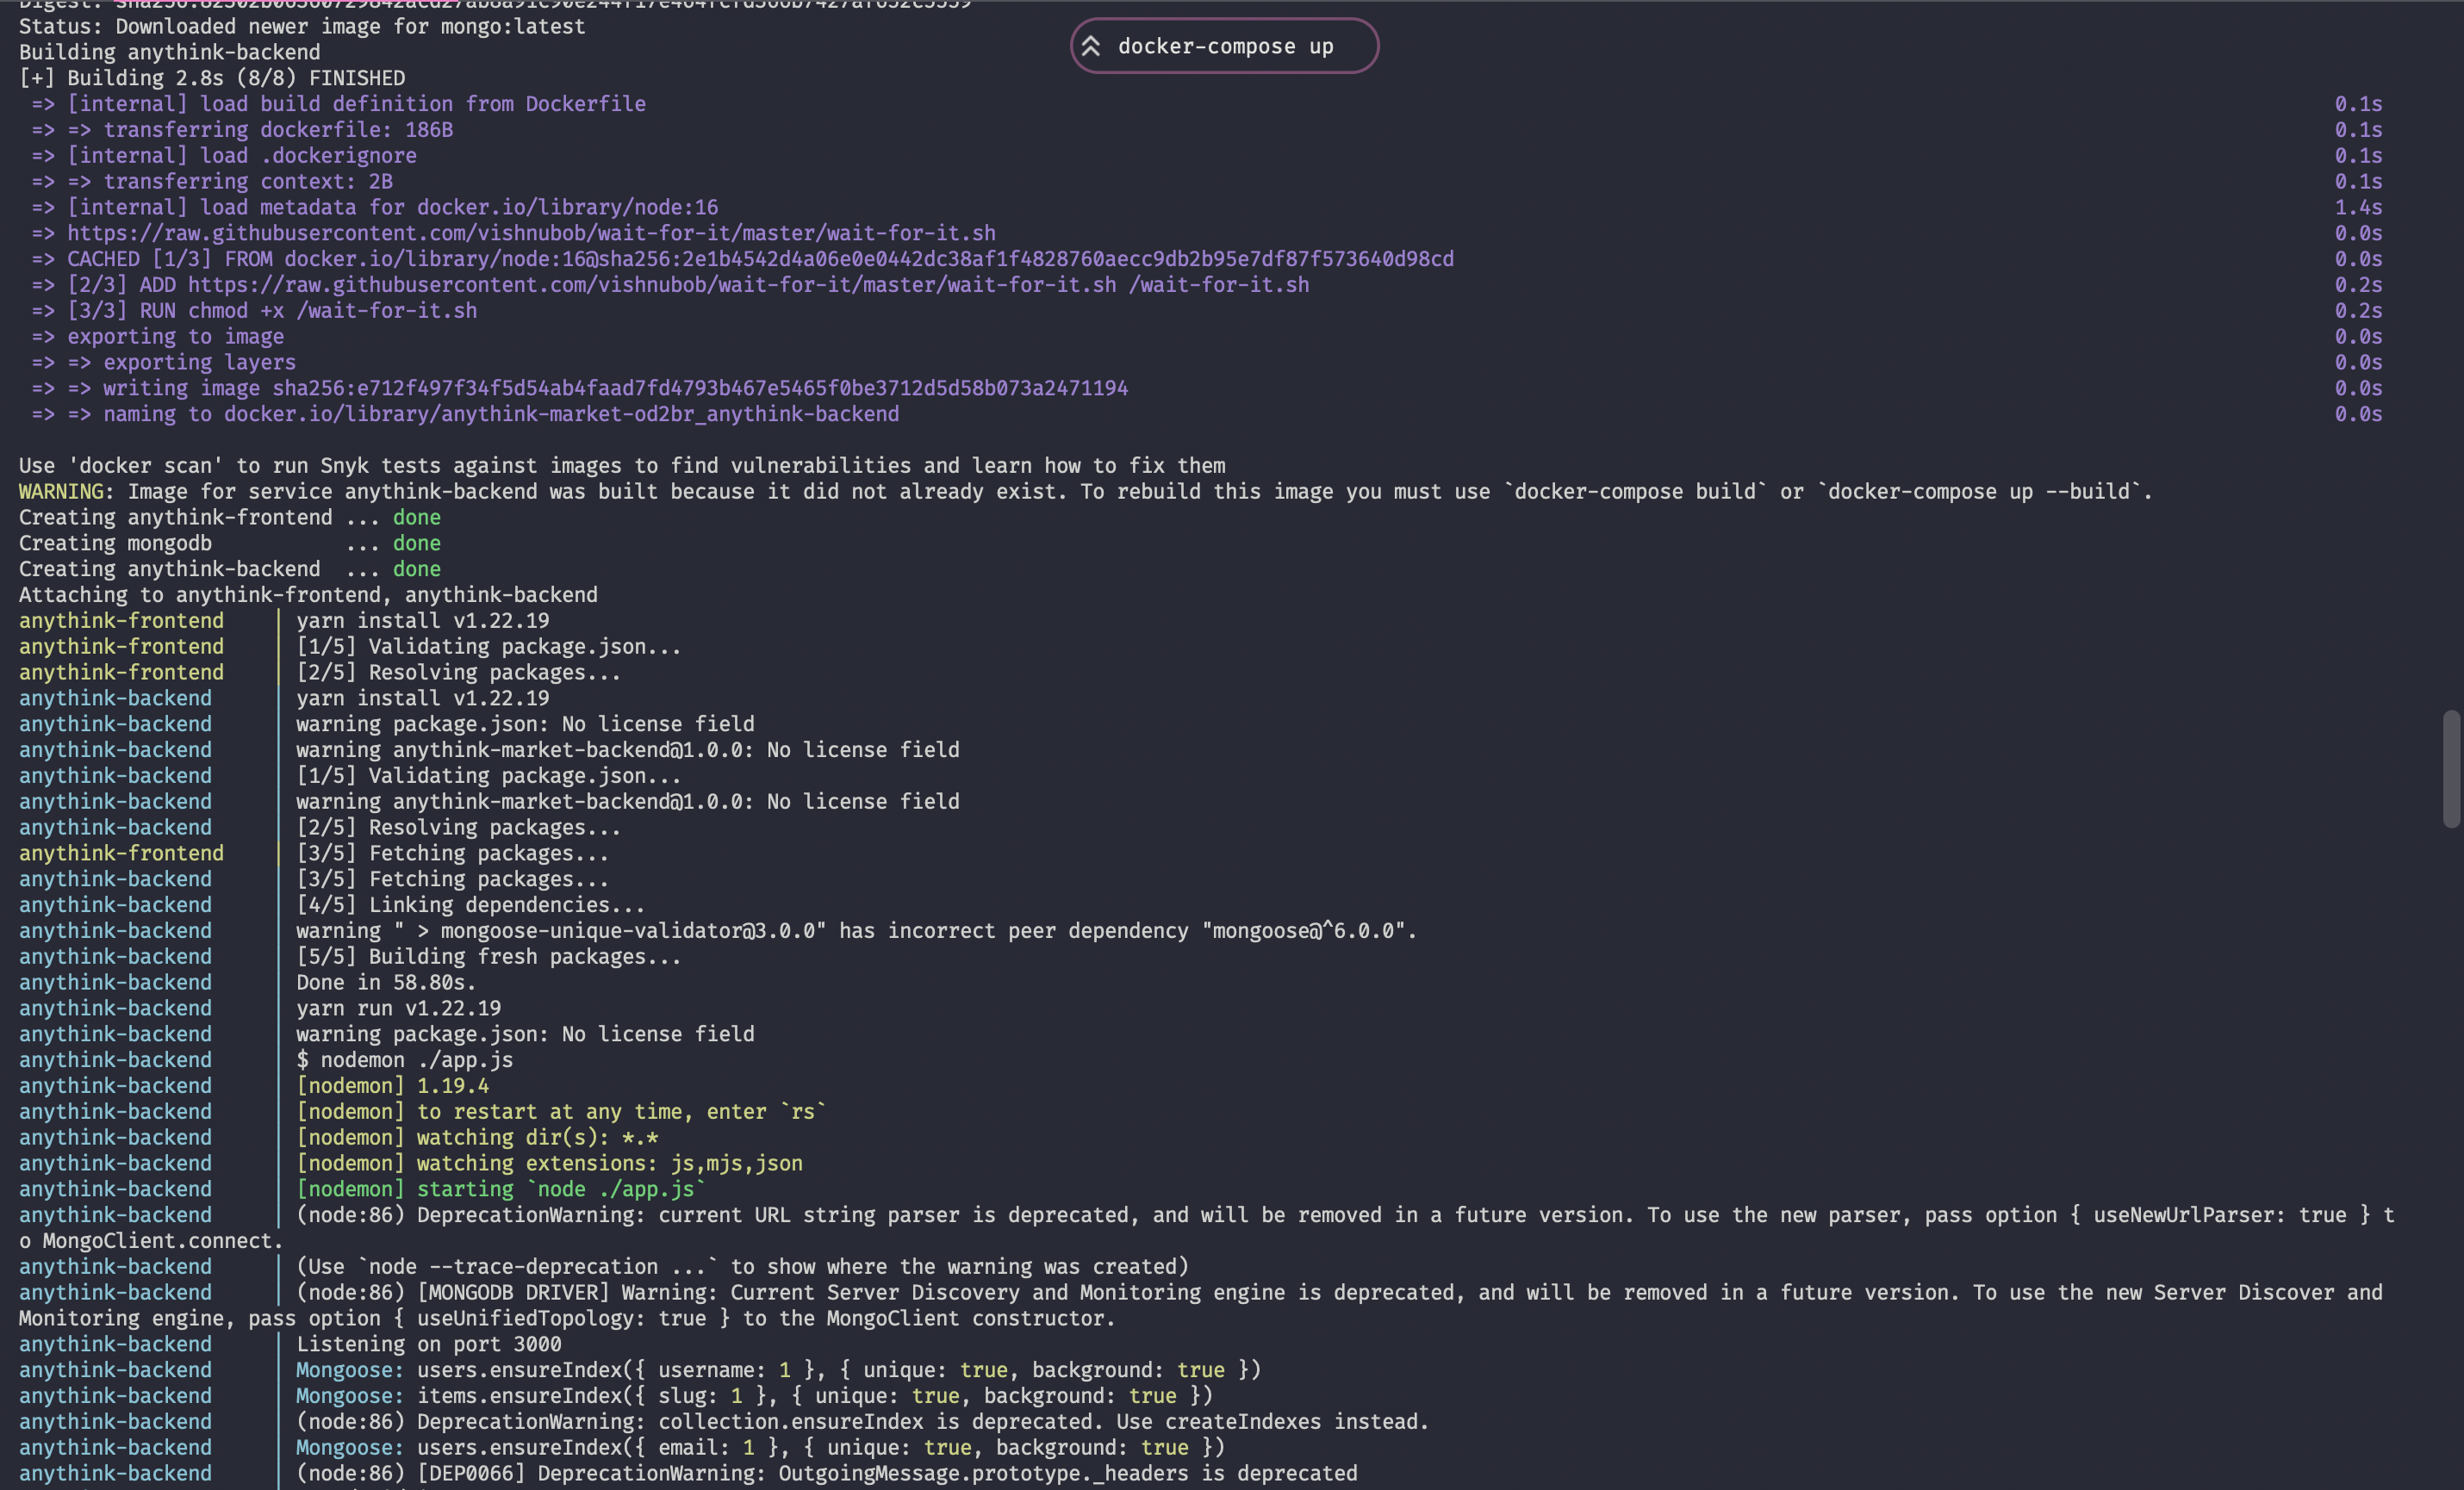 Status: Downloaded newer image for mongo:latest
docker-compose up
Building anythink-backend
[+] Building 2.8s (8/8) FINISHED
=> [internal] load build definition from Dockerfile 0.1s
=> => transferring dockerfile: 186B 0.1s
=> [internal] load .dockerignore 0.1s
=> => transferring context: 2B 0.1s
=> [internal] load metadata for docker.io/library/node:16 1.4s
=> https://raw.githubusercontent.com/vishnubob/wait-for-it/master/wait-for-it.sh 0.0s
=> CACHED [1/3] FROM docker.io/library/node:16@sha256:2e1b4542d4a06e0e0442dc38af1f4828760aecc9db2b95e7df87f573640d98cd 0.0s
=> [2/3] ADD https://raw.githubusercontent.com/vishnubob/wait-for-it/master/wait-for-it.sh /wait-for-it.sh 0.2s
=> [3/3] RUN chmod +x /wait-for-it.sh 0.2s
=> exporting to image 0.0s
=> => exporting layers 0.0s
=> => writing image sha256:e712f497f34f5d54ab4faad7fd4793b467e5465f0be3712d5d58b073a2471194 0.0s
=> => naming to docker.io/library/anythink-market-od2br_anythink-backend 0.0s
Use 'docker scan' to run Snyk tests against images to find vulnerabilities and learn how to fix them
WARNING: Image for service anythink-backend was built because it did not already exist. To rebuild this image you must use `docker-compose build` or `docker-compose up --build`.
Creating anythink-frontend ... done
Creating mongodb ... done
Creating anythink-backend ... done
Attaching to anythink-frontend, anythink-backend
anythink-frontend | yarn install v1.22.19
anythink-frontend | [1/5] Validating package.json...
anythink-frontend | [2/5] Resolving packages...
anythink-backend | yarn install v1.22.19
anythink-backend | warning package.json: No license field
anythink-backend | warning anythink-market-backend@1.0.0: No license field
anythink-backend | [1/5] Validating package.json...
anythink-backend | warning anythink-market-backend@1.0.0: No license field
anythink-backend | [2/5] Resolving packages...
anythink-frontend | [3/5] Fetching packages...
anythink-backend | [3/5] Fetching packages...
anythink-backend | [4/5] Linking dependencies...
anythink-backend | warning " > mongoose-unique-validator@3.0.0" has incorrect peer dependency "mongoose@^6.0.0".
anythink-backend | [5/5] Building fresh packages...
anythink-backend | Done in 58.80s.
anythink-backend | yarn run v1.22.19
anythink-backend | warning package.json: No license field
anythink-backend | $ nodemon ./app.js
anythink-backend | [nodemon] 1.19.4
anythink-backend | [nodemon] to restart at any time, enter `rs`
anythink-backend | [nodemon] watching dir(s): *.*
anythink-backend | [nodemon] watching extensions: js,mjs,json
anythink-backend | [nodemon] starting `node ./app.js`
anythink-backend | (node:86) DeprecationWarning: current URL string parser is deprecated, and will be removed in a future version. To use the new parser, pass option { useNewUrlParser: true } t
o MongoClient.connect.
anythink-backend | (Use `node --trace-deprecation ...` to show where the warning was created)
anythink-backend | (node:86) [MONGODB DRIVER] Warning: Current Server Discovery and Monitoring engine is deprecated, and will be removed in a future version. To use the new Server Discover and
Monitoring engine, pass option { useUnifiedTopology: true } to the MongoClient constructor.
anythink-backend | Listening on port 3000
anythink-backend | Mongoose: users.ensureIndex({ username: 1 }, { unique: true, background: true })
anythink-backend | Mongoose: items.ensureIndex({ slug: 1 }, { unique: true, background: true })
anythink-backend | (node:86) DeprecationWarning: collection.ensureIndex is deprecated. Use createIndexes instead.
anythink-backend | Mongoose: users.ensureIndex({ email: 1 }, { unique: true, background: true })
anythink-backend | (node:86) [DEP0066] DeprecationWarning: OutgoingMessage.prototype._headers is deprecated